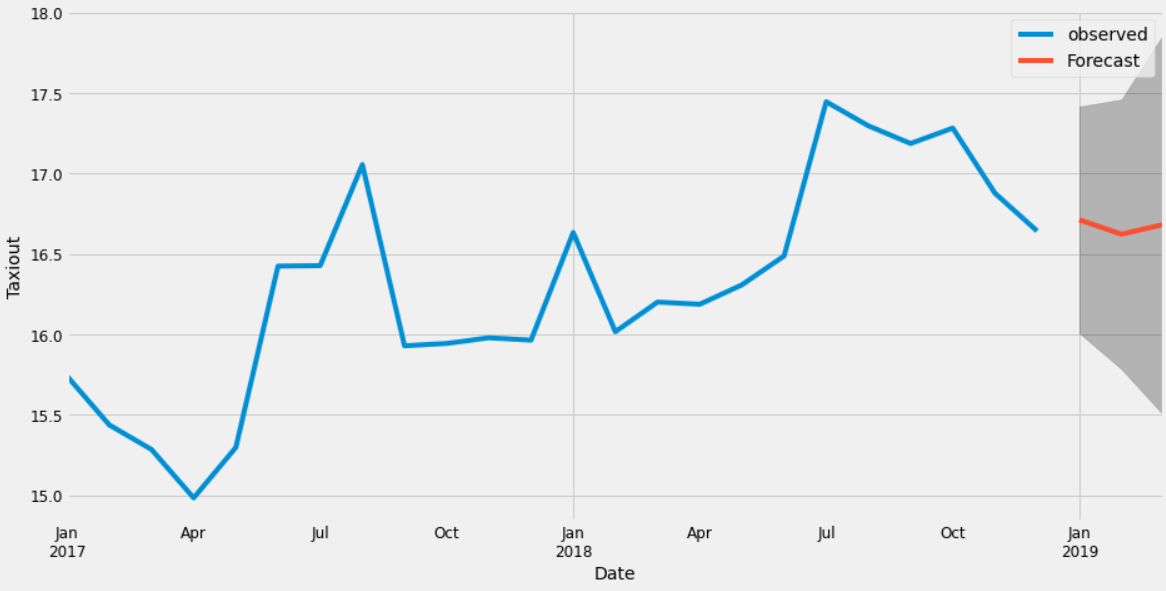 18.0
17.5
17.0
16.5
16.0
15.5
15.0
Taxiout
observed
Forecast
Jan Apr Jul Oct Jan Apr Jul Oct Jan
2017 2018 2019
Date